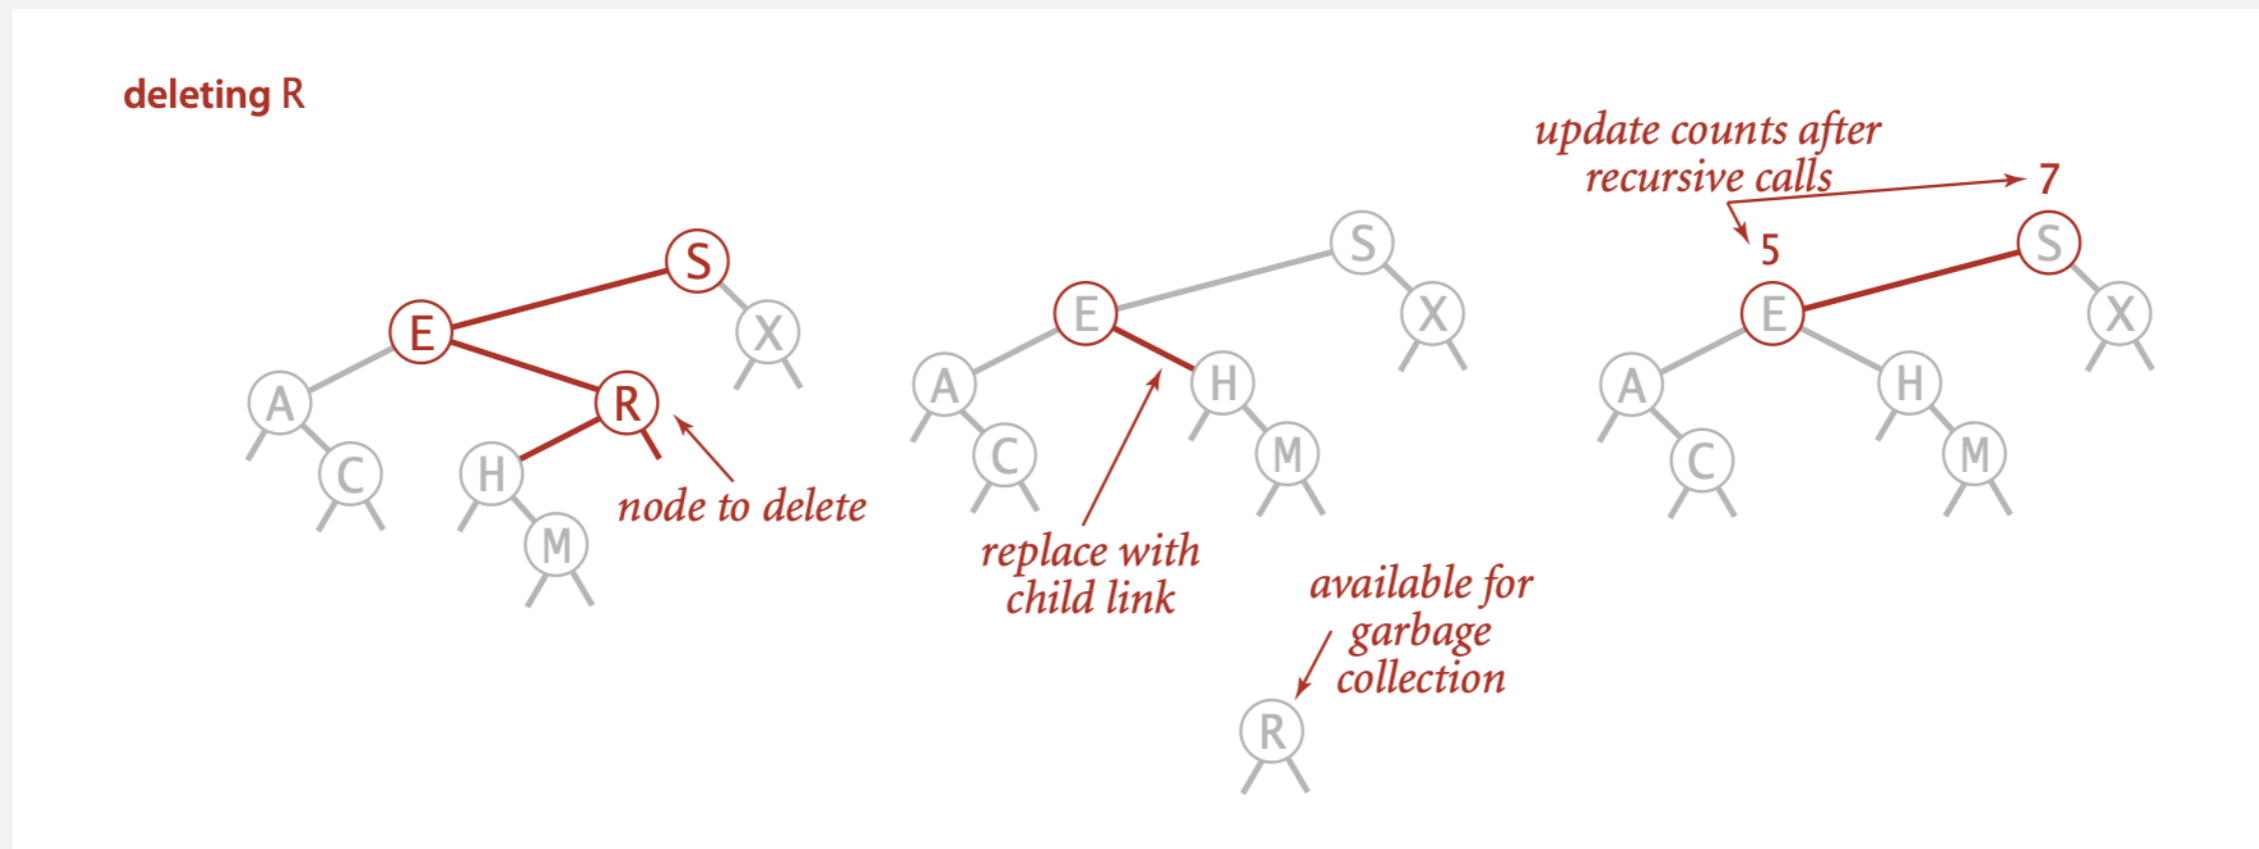 deleting R
S
E
X
A
R
C
H
M
node to delete
S
E
X
A
H
C
M
replace with
child link
available for
garbage
collection
R
update counts after
recursive calls
7
5
S
E
X
A
H
C
M